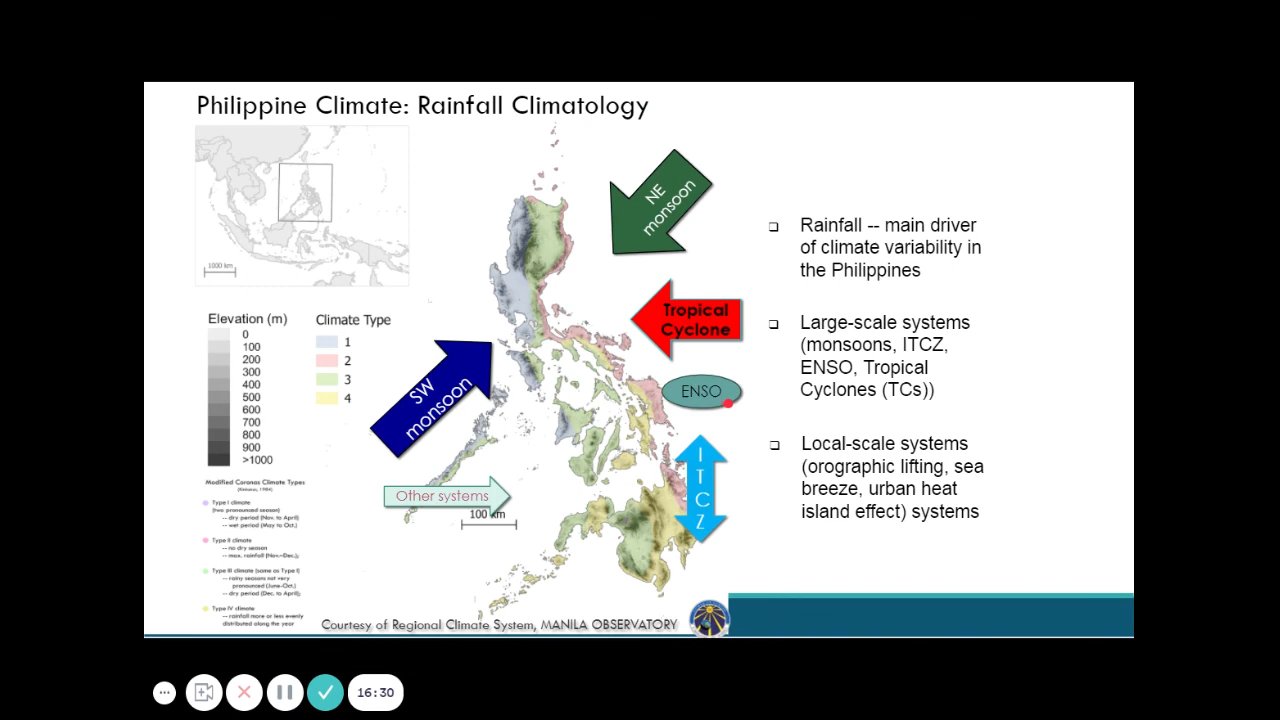 Philippine Climate: Rainfall Climatology
1000 km
NE
monsoon
Tropical
Cyclone
SW
monsoon
ENSO
ITCZ
Other systems
100 km
Elevation (m)
0
100
200
300
400
500
600
700
800
900
>1000
Climate Type
1
2
3
4
Modified Coronas Climate Types
Type I climate
(two pronounced season)
-- dry period (Nov. to April)
-- wet period (May to Oct.)
Type II climate
-- no dry season
-- max. rainfall (Nov.-Dec.);
Type III climate (same as Type I)
-- rainy seasons not very
pronounced (June-Oct.)
-- dry period (Dec. to April);
Type IV climate
-- rainfall more or less evenly
distributed along the year
Rainfall -- main driver
of climate variability in
the Philippines
Large-scale systems
(monsoons, ITCZ,
ENSO, Tropical
Cyclones (TCs))
Local-scale systems
(orographic lifting, sea
breeze, urban heat
island effect) systems
Courtesy of Regional Climate System, MANILA OBSERVATORY
16:30